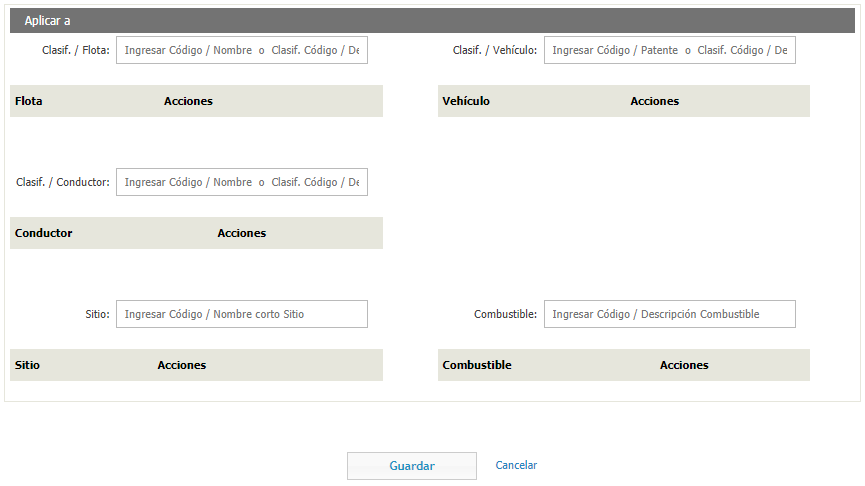 Aplicar a
Clasif. / Flota: Ingresar Código / Nombre o Clasif. Código / De
Clasif. / Vehículo: Ingresar Código / Patente o Clasif. Código / De
Flota Acciones
Vehículo Acciones
Clasif. / Conductor: Ingresar Código / Nombre o Clasif. Código / De
Conductor Acciones
Sitio: Ingresar Código / Nombre corto Sitio
Combustible: Ingresar Código / Descripción Combustible
Sitio Acciones
Combustible Acciones
Guardar Cancelar